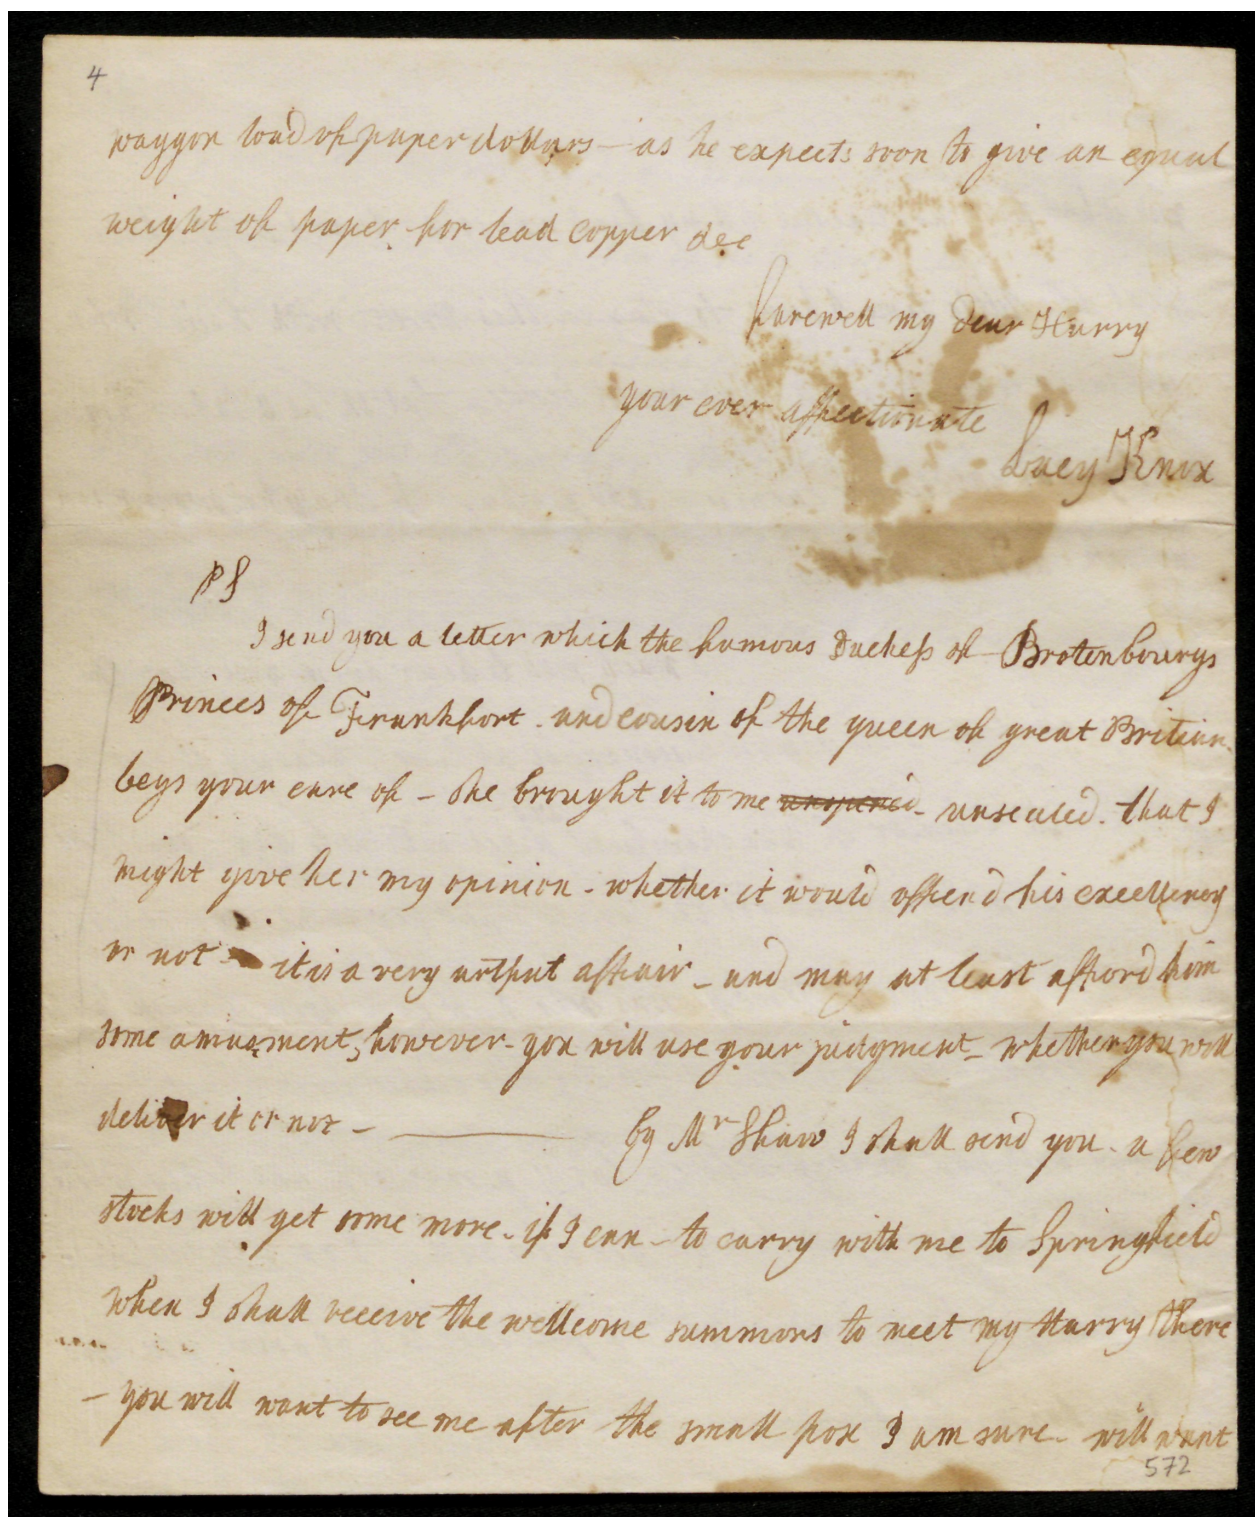 4
waggon load of paper dollars — as he expects soon to give an equal
weight of paper for lead copper &cc
farewell my dear Harry
your ever affectionate
Lucy Knox
PS
I send you a letter which the famous Duchess of Brotenbourgs
Princes of Frankfort. and cousin of the queen of great Britian
begs your care of – she brought it to me unopened – unsealed. that I
might give her my opinion – whether it would offend his excellency
or not – it is a very artful affair – and may at least afford him
some amusment, however – you will use your judgment – whether you will
deliver it or not – —— by Mr Shaw I shall send you – a few
stocks will get some more – if I can – to carry with me to Springfield
when I shall receive the wellcome summons to meet my Harry there
– you will want to see me after the small pox I am sure – will want
572